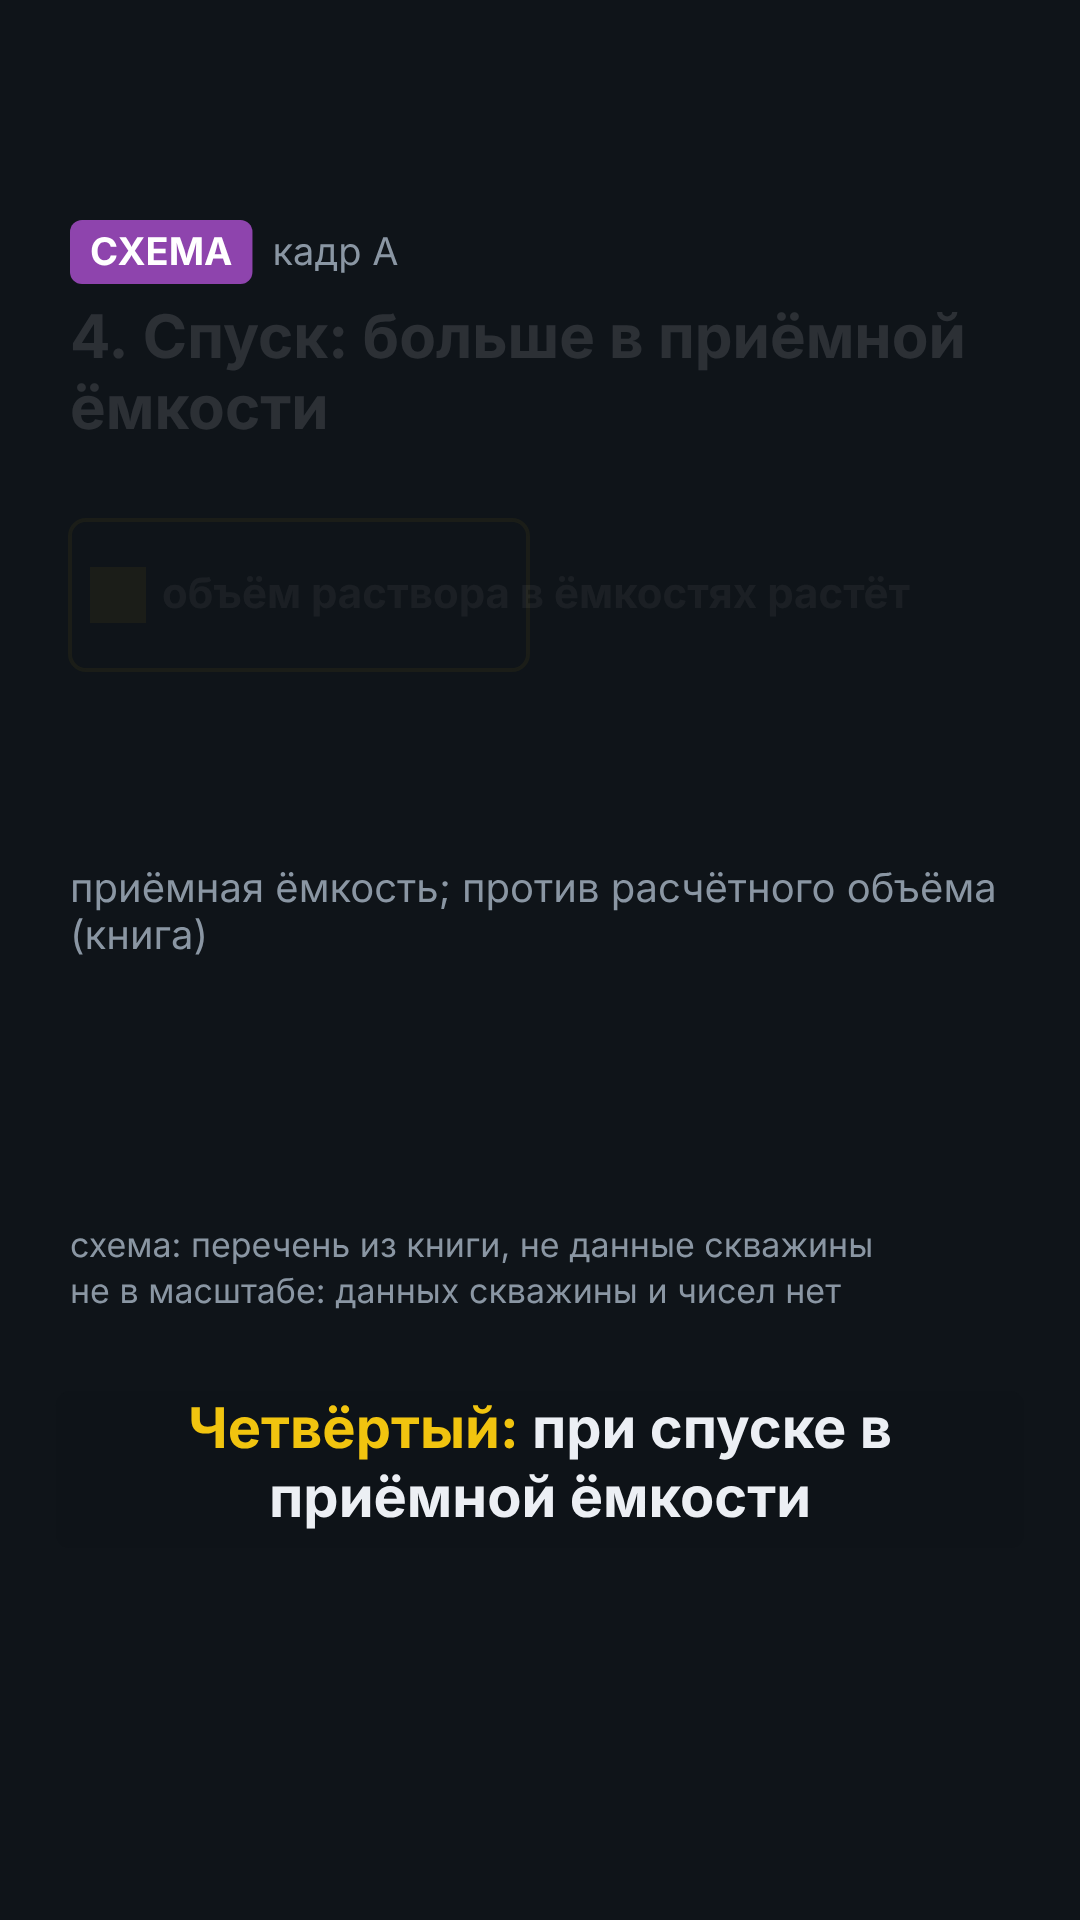 СХЕМА кадр А
4. Спуск: больше в приёмной
ёмкости
объём раствора в ёмкостях растёт
приёмная ёмкость; против расчётного объёма
(книга)
схема: перечень из книги, не данные скважины
не в масштабе: данных скважины и чисел нет
Четвёртый: при спуске в
приёмной ёмкости